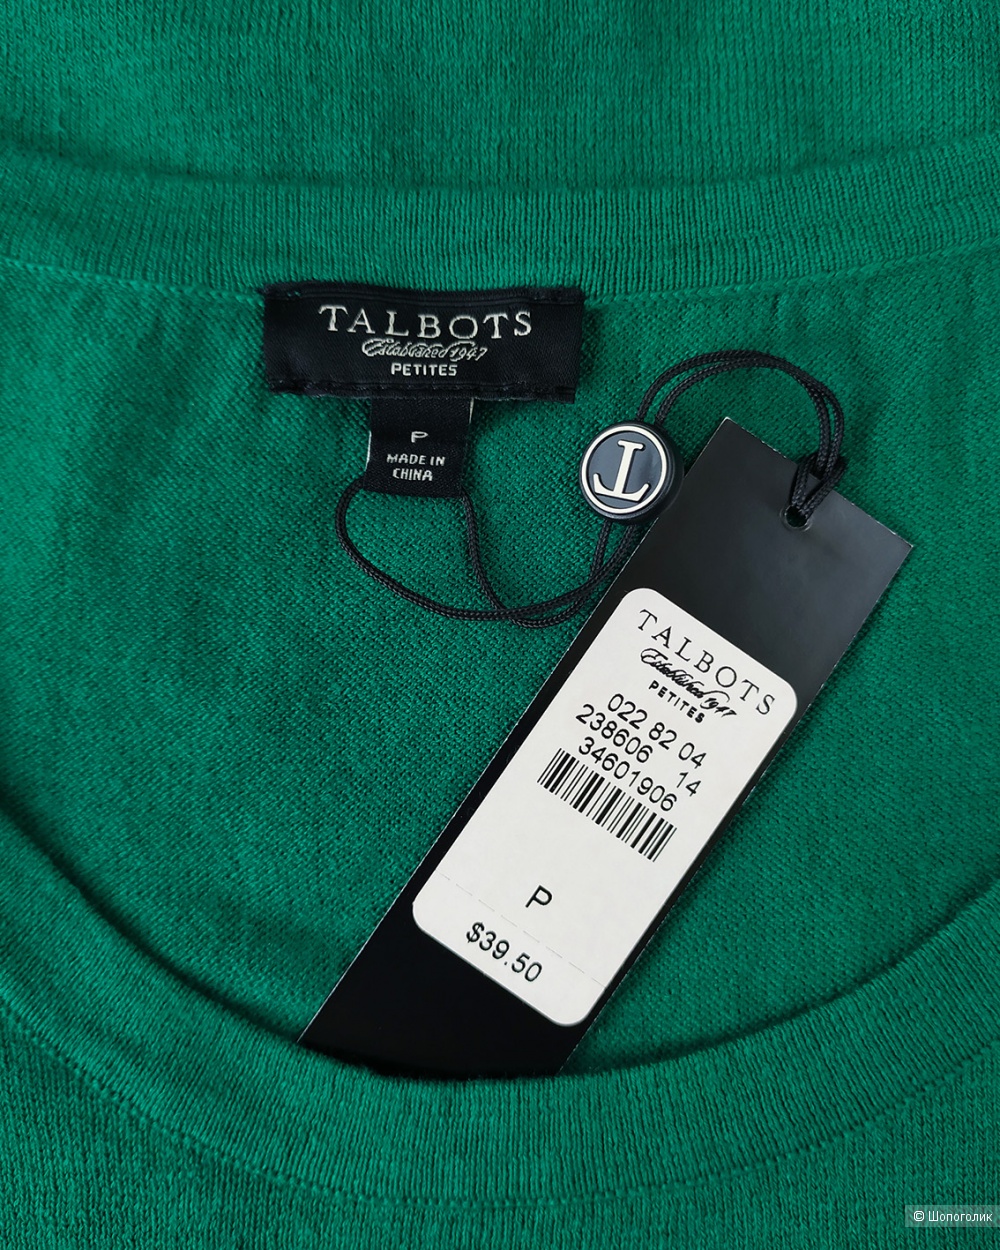 TALBOTS
Established 1947
PETITES
P
MADE IN
CHINA
T
TALBOTS
Established 1947
PETITES
022 82 04
238606 14
34601906
P
$39.50
© Шопоголик